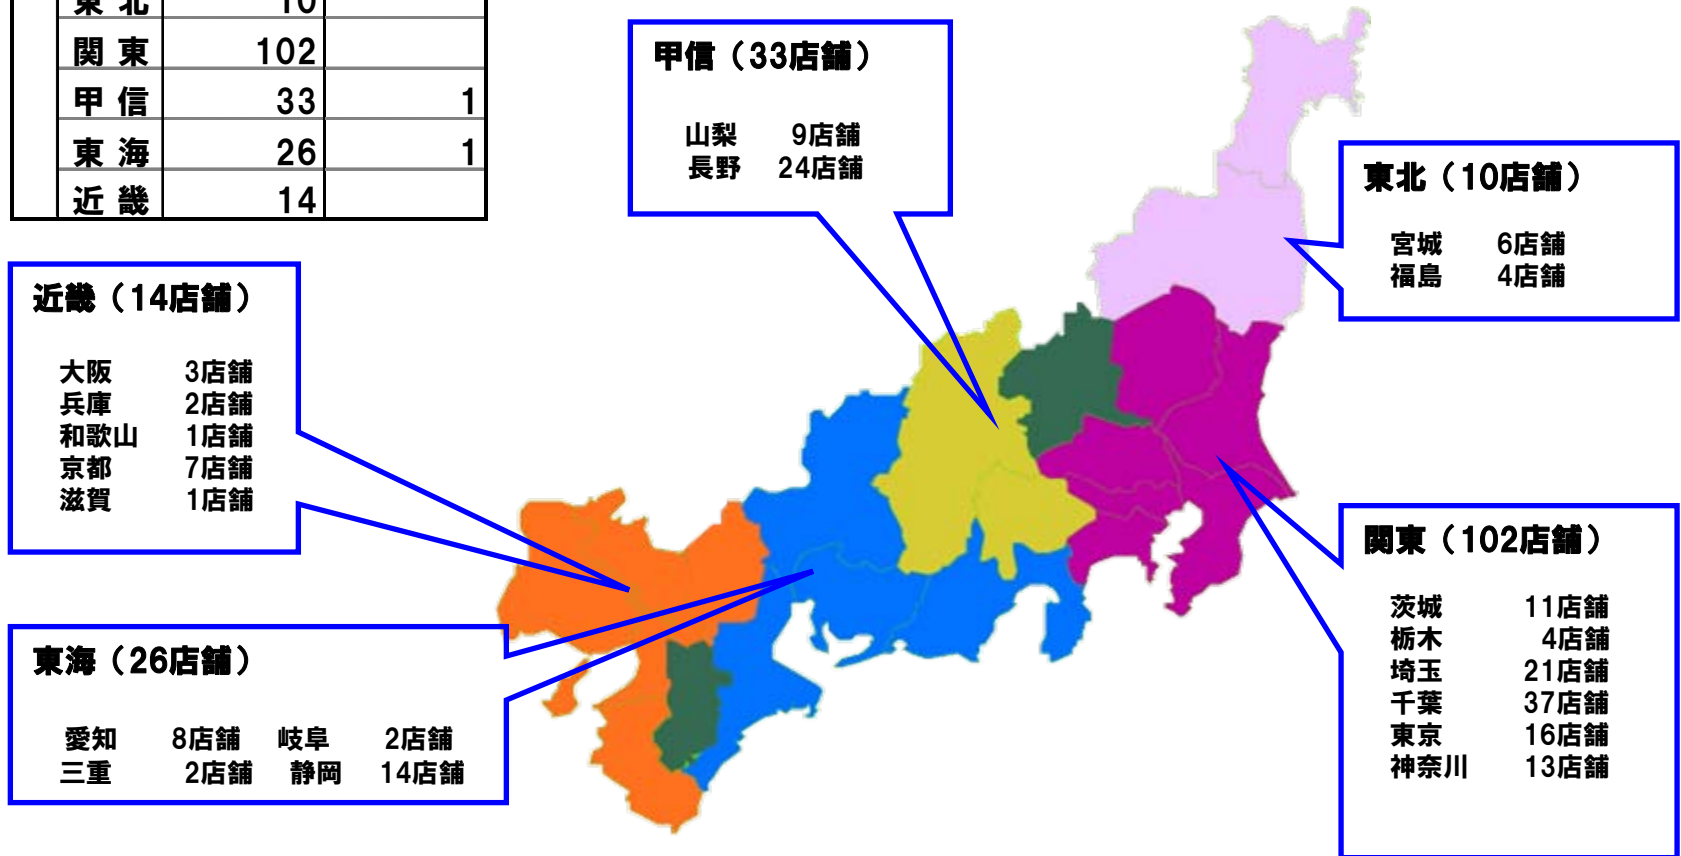 東北 10
関東 102
甲信 33 1
東海 26 1
近畿 14
甲信（33店舗）
山梨 9店舗
長野 24店舗
東北（10店舗）
宮城 6店舗
福島 4店舗
近畿（14店舗）
大阪 3店舗
兵庫 2店舗
和歌山 1店舗
京都 7店舗
滋賀 1店舗
関東（102店舗）
茨城 11店舗
栃木 4店舗
埼玉 21店舗
千葉 37店舗
東京 16店舗
神奈川 13店舗
東海（26店舗）
愛知 8店舗 岐阜 2店舗
三重 2店舗 静岡 14店舗